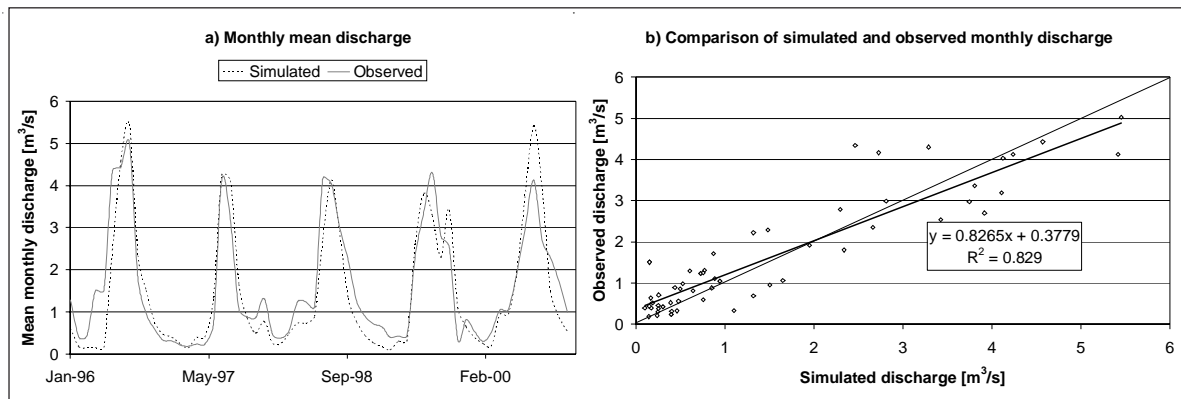 a) Monthly mean discharge
Simulated Observed
Mean monthly discharge [m³/s]
6
5
4
3
2
1
0
Jan-96 May-97 Sep-98 Feb-00
b) Comparison of simulated and observed monthly discharge
Observed discharge [m³/s]
6
5
4
3
2
1
0
y = 0.8265x + 0.3779
R² = 0.829
0 1 2 3 4 5 6
Simulated discharge [m³/s]